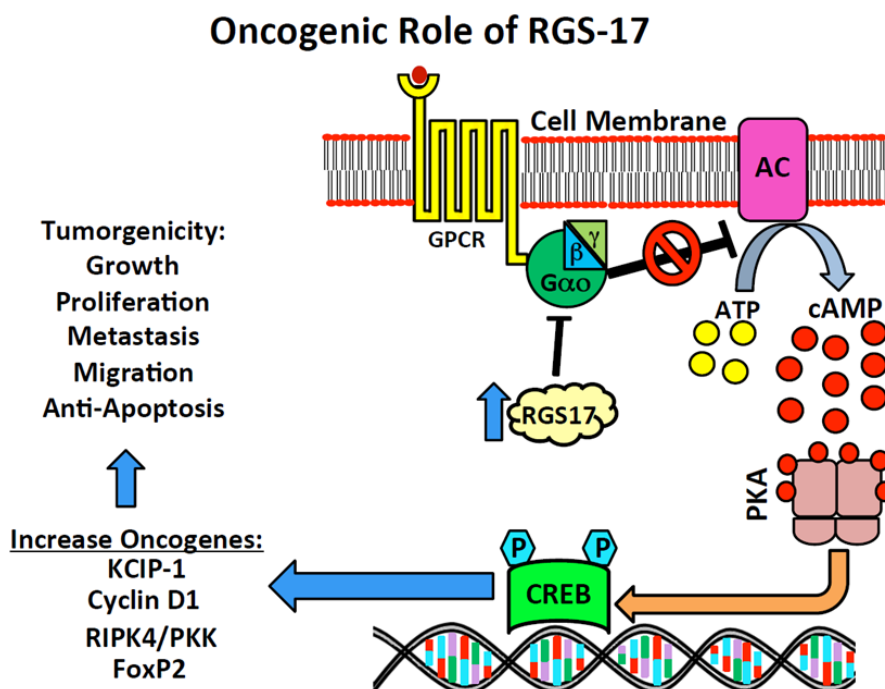 Oncogenic Role of RGS-17
Cell Membrane
AC
GPCR
γ
β
Gαo
ATP
cAMP
RGS17
PKA
P
P
CREB
Tumorgenicity:
Growth
Proliferation
Metastasis
Migration
Anti-Apoptosis
Increase Oncogenes:
KCIP-1
Cyclin D1
RIPK4/PKK
FoxP2